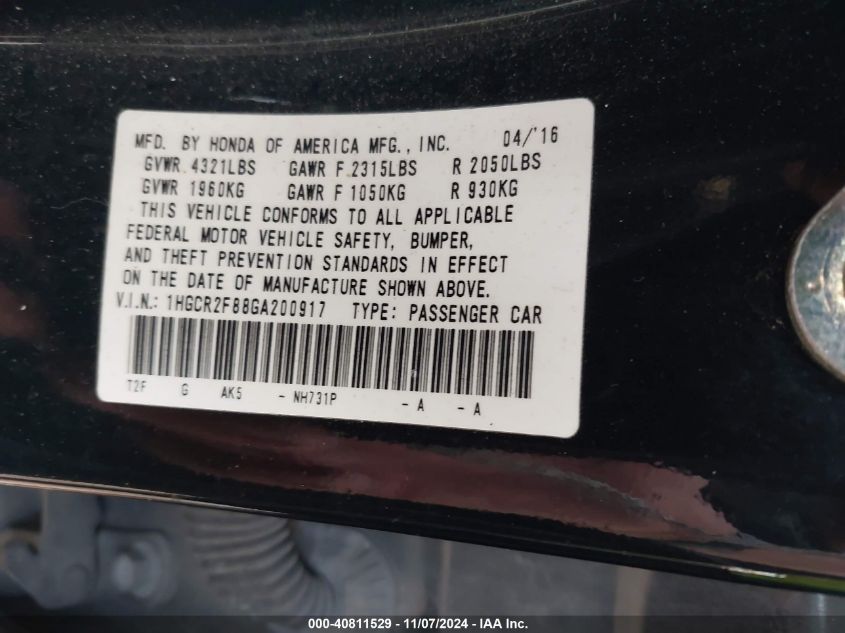 MFD. BY HONDA OF AMERICA MFG., INC. 04/'16
GVWR 4321LBS GAWR F 2315LBS R 2050LBS
GVWR 1960KG GAWR F 1050KG R 930KG
THIS VEHICLE CONFORMS TO ALL APPLICABLE
FEDERAL MOTOR VEHICLE SAFETY, BUMPER,
AND THEFT PREVENTION STANDARDS IN EFFECT
ON THE DATE OF MANUFACTURE SHOWN ABOVE.
V.I.N.: 1HGCR2F88GA200917 TYPE: PASSENGER CAR
T2F G AK5 - NH731P - A - A
000-40811529 - 11/07/2024 - IAA Inc.